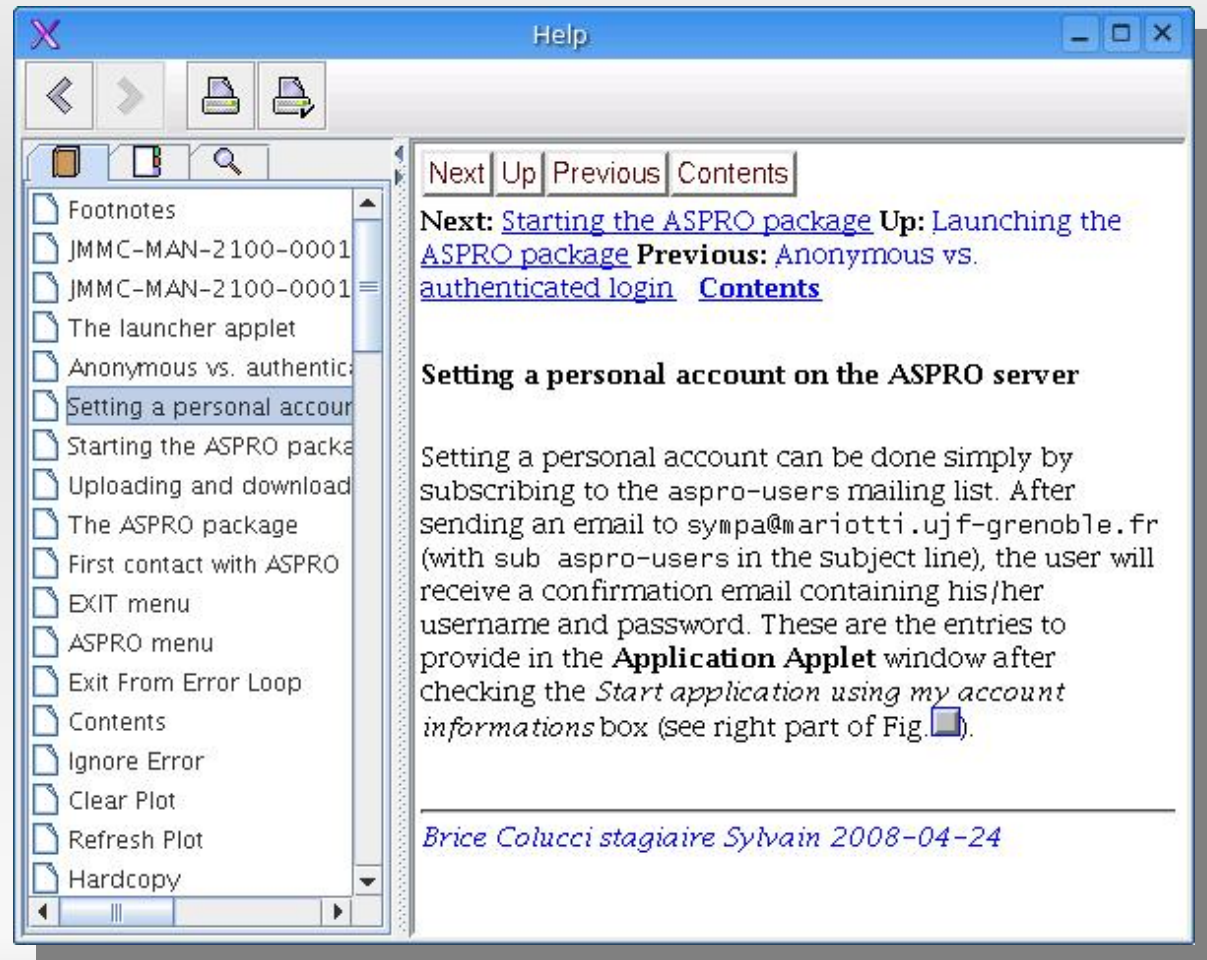 Help
Footnotes
JMMC-MAN-2100-0001
JMMC-MAN-2100-0001
The launcher applet
Anonymous vs. authentic
Setting a personal accour
Starting the ASPRO packa
Uploading and download
The ASPRO package
First contact with ASPRO
EXIT menu
ASPRO menu
Exit From Error Loop
Contents
Ignore Error
Clear Plot
Refresh Plot
Hardcopy
Next Up Previous Contents
Next: Starting the ASPRO package Up: Launching the
ASPRO package Previous: Anonymous vs.
authenticated login Contents
Setting a personal account on the ASPRO server
Setting a personal account can be done simply by
subscribing to the aspro-users mailing list. After
sending an email to sympa@mariotti.ujf-grenoble.fr
(with sub aspro-users in the subject line), the user will
receive a confirmation email containing his/her
username and password. These are the entries to
provide in the Application Applet window after
checking the Start application using my account
informations box (see right part of Fig. ).
Brice Colucci stagiaire Sylvain 2008-04-24